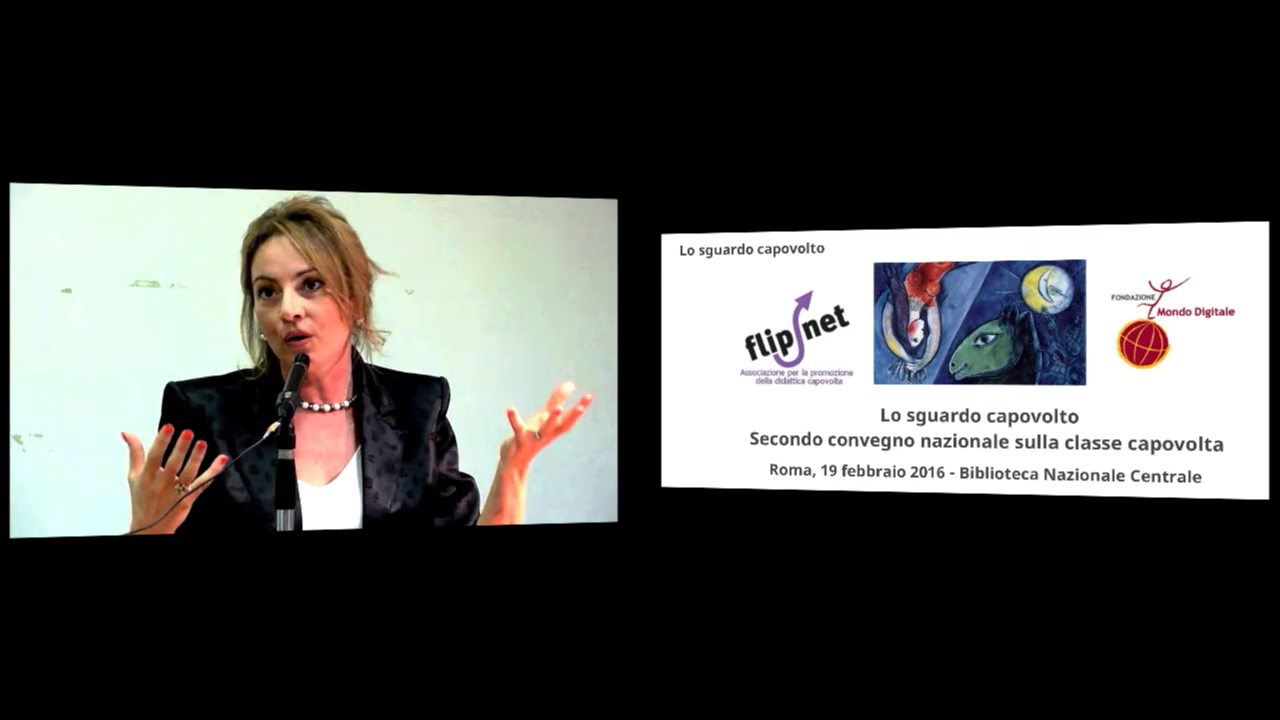 Lo sguardo capovolto
flipnet
Associazione per la promozione
della didattica capovolta
FONDAZIONE
Mondo Digitale
Lo sguardo capovolto
Secondo convegno nazionale sulla classe capovolta
Roma, 19 febbraio 2016 - Biblioteca Nazionale Centrale